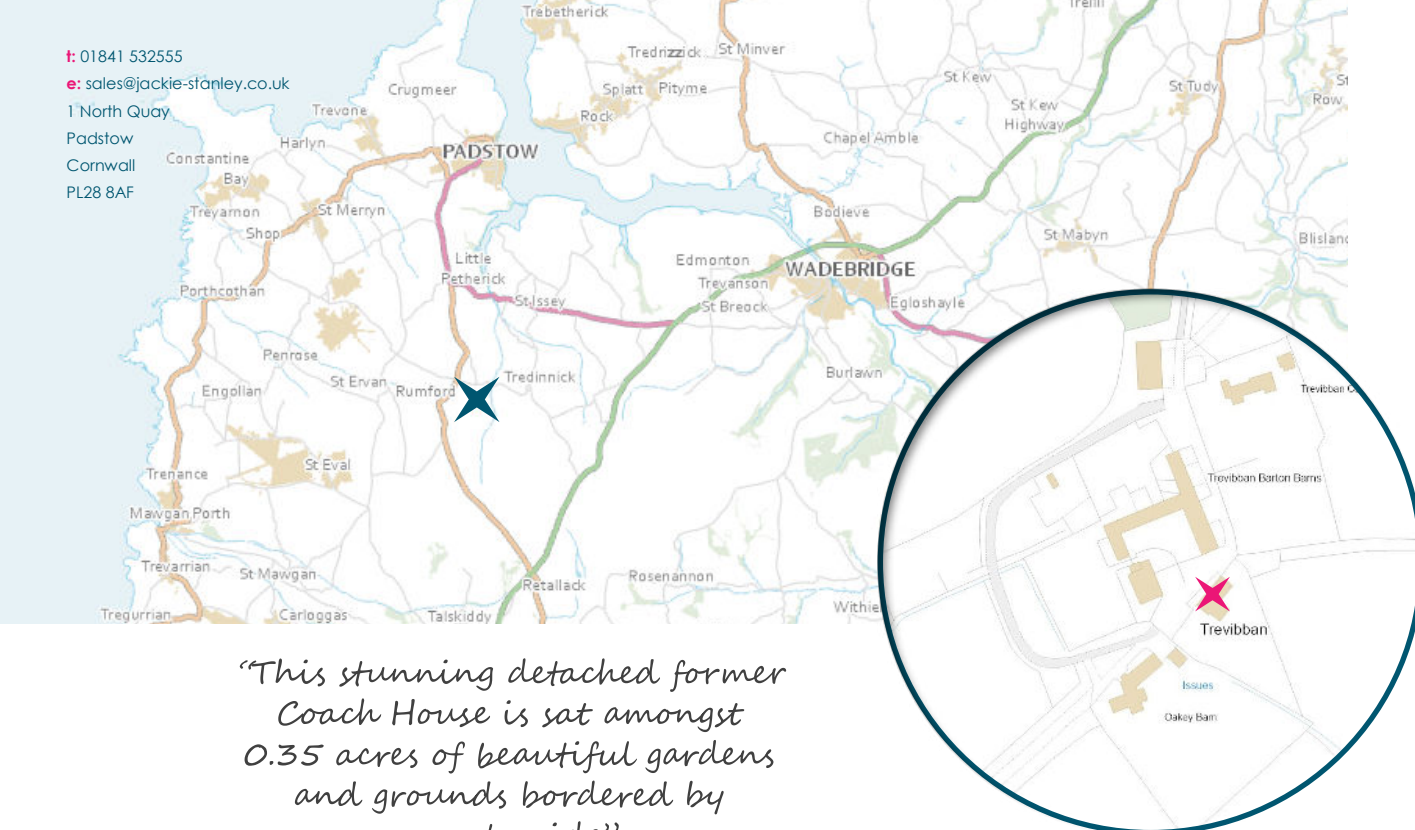 t: 01841 532555
e: sales@jackie-stanley.co.uk
1 North Quay
Padstow
Cornwall
PL28 8AF
Trebetherick
Tredrizzick
St Minver
Crugmeer
Splatt
Pityme
St Kew
St Tudy
Row
Trevone
Rock
St Kew
Highway
Harlyn
PADSTOW
Chapel Amble
Constantine
Bay
Treyarnon
St Merryn
Bodieve
Shop
St Mabyn
Little
Petherick
Edmonton
WADEBRIDGE
Porthcothan
Trevanson
St Issey
St Breock
Egloshayle
Penrose
Engollan
St Ervan
Rumford
Tredinnick
Burlawn
St Eval
Trenance
Mawgan Porth
Trevarrian
St Mawgan
Retallack
Rosenannon
Tregurrian
Carloggas
Talskiddy
Trevibban Barton Barns
Trevibban
Issues
Oakey Barn
“This stunning detached former
Coach House is sat amongst
0.35 acres of beautiful gardens
and grounds bordered by